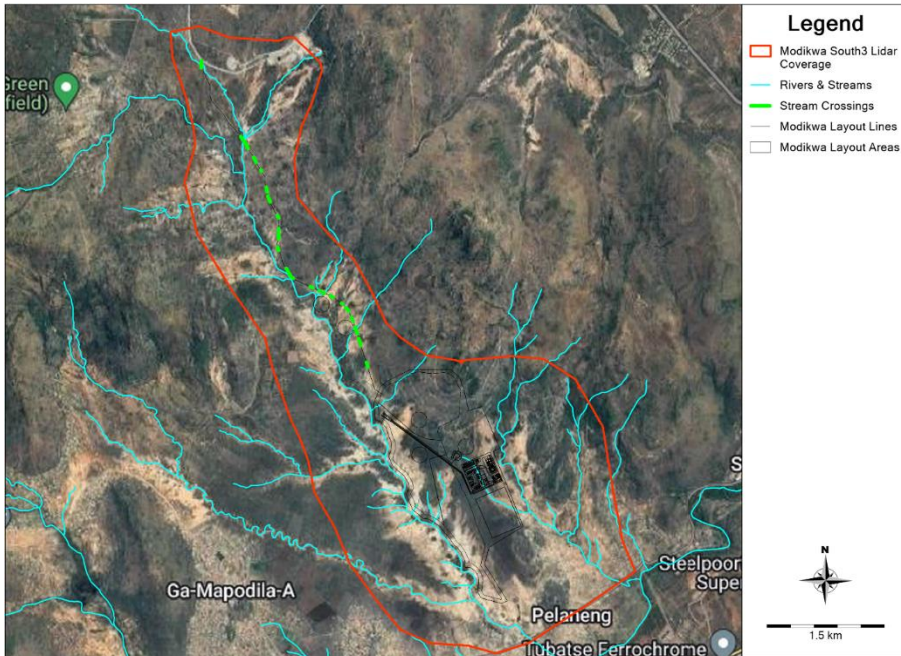 Legend
Modikwa South3 Lidar
Coverage
Rivers & Streams
Stream Crossings
Modikwa Layout Lines
Modikwa Layout Areas
Green
field)
Ga-Mapodila-A
S
Steelpoor
Supe
Pelaneng
Tubatse Ferrochrome
N
1.5 km